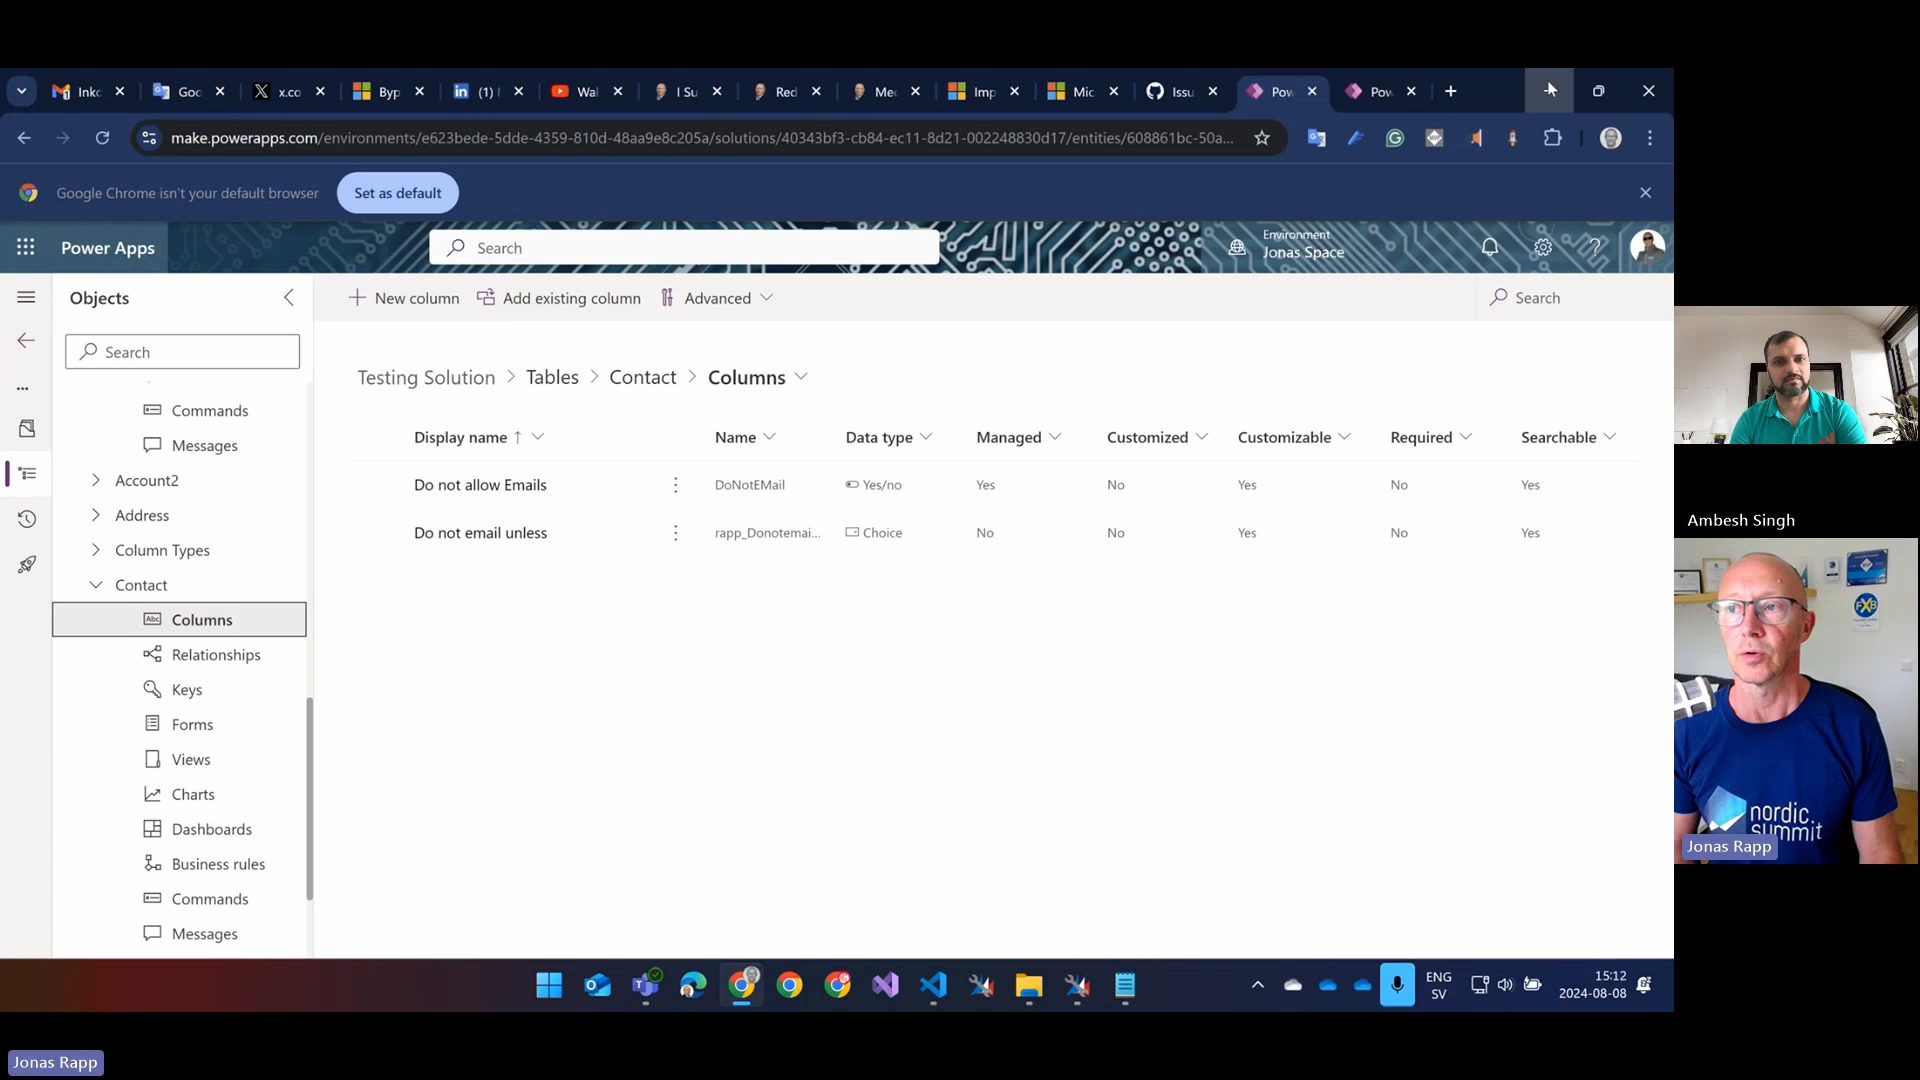 Inkc
Goc
x.co
Byp
(1) I
Wal
I Su
Red
Mec
Imp
Mic
Issu
Pow
Pow
make.powerapps.com/environments/e623bede-5dde-4359-810d-48aa9e8c205a/solutions/40343bf3-cb84-ec11-8d21-002248830d17/entities/608861bc-50a...
Google Chrome isn't your default browser
Set as default
Power Apps
Search
Environment
Jonas Space
Objects
New column
Add existing column
Advanced
Search
Search
Testing Solution > Tables > Contact > Columns
Commands
Messages
Account2
Address
Column Types
Contact
Columns
Relationships
Keys
Forms
Views
Charts
Dashboards
Business rules
Commands
Messages
Display name ↑ Name Data type Managed Customized Customizable Required Searchable
Do not allow Emails DoNotEMail Yes/no Yes No Yes No Yes
Do not email unless rapp_Donotemai... Choice No No Yes No Yes
Ambesh Singh
nordic
summit
Jonas Rapp
ENG
SV
15:12
2024-08-08
Jonas Rapp